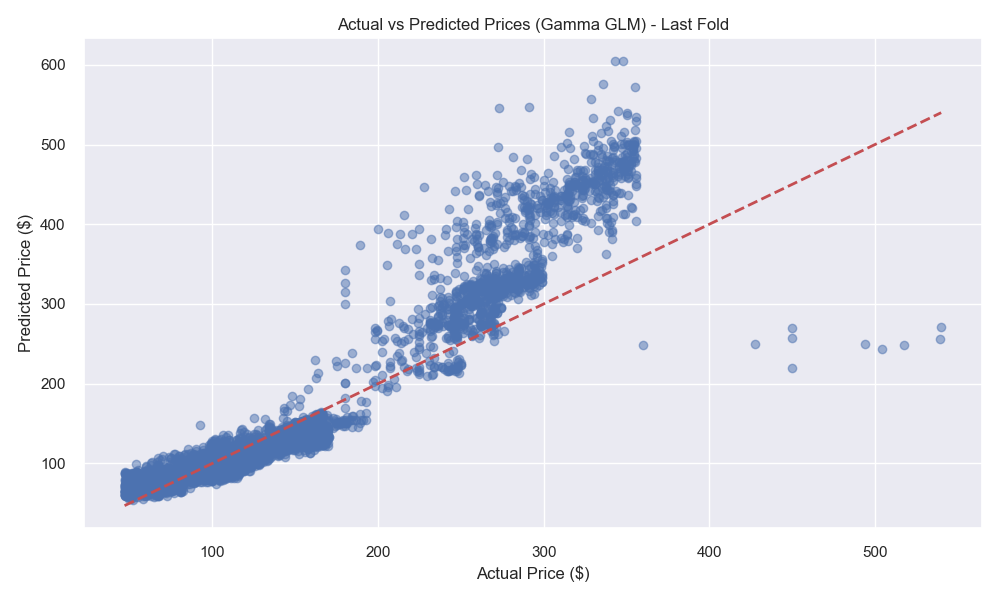 Actual vs Predicted Prices (Gamma GLM) - Last Fold
Predicted Price ($)
600
500
400
300
200
100
100 200 300 400 500
Actual Price ($)